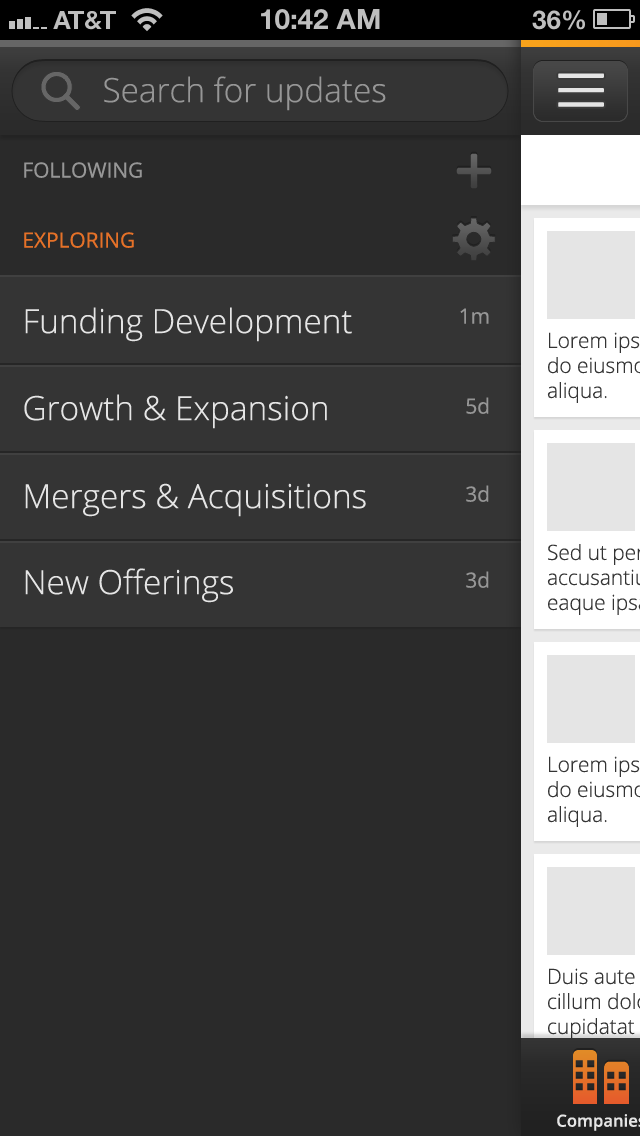 AT&T 10:42 AM 36%
Search for updates
FOLLOWING
EXPLORING
Funding Development 1m
Growth & Expansion 5d
Mergers & Acquisitions 3d
New Offerings 3d
Lorem ips
do eiusmo
aliqua.
Sed ut per
accusantiu
eaque ipsa
Lorem ips
do eiusmo
aliqua.
Duis aute
cillum dolo
cupidatat
Companies